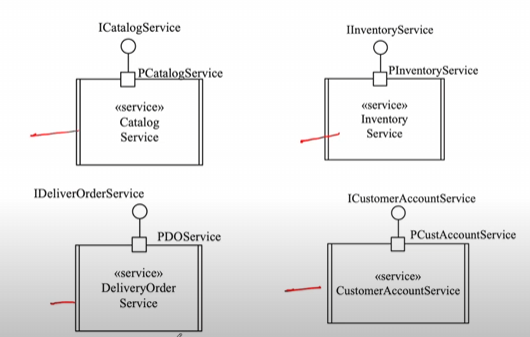 ICatalogService
PCatalogService
«service»
Catalog
Service
IInventoryService
PInventoryService
«service»
Inventory
Service
IDeliverOrderService
PDOService
«service»
DeliveryOrder
Service
ICustomerAccountService
PCustAccountService
«service»
CustomerAccountService